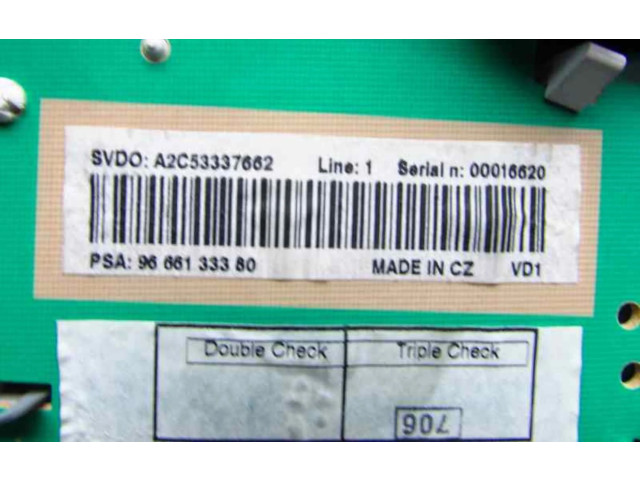 SVDO: A2C53337662 Line: 1 Serial n: 00016620
PSA: 96 661 333 80 MADE IN CZ VD1
Double Check Triple Check
706